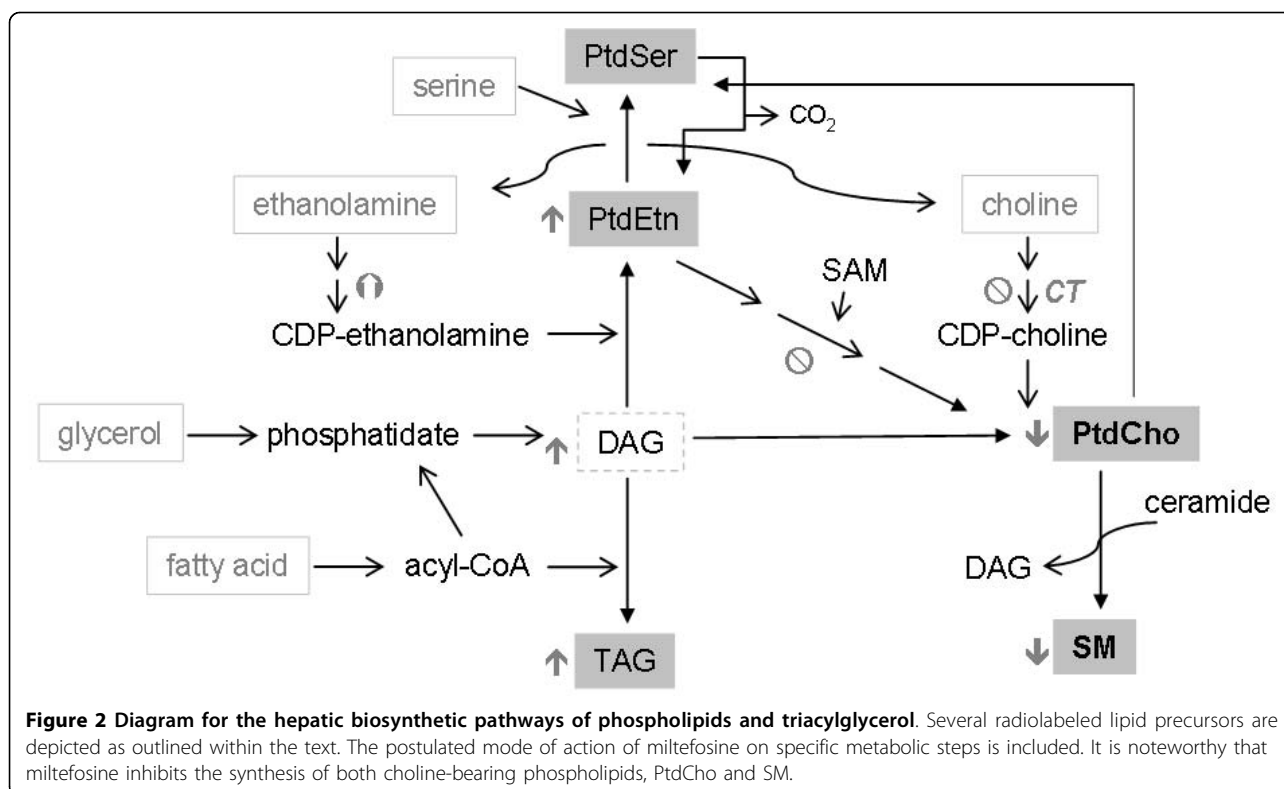 PtdSer
serine
CO2
ethanolamine
PtdEtn
choline
SAM
CT
CDP-ethanolamine
CDP-choline
glycerol
phosphatidate
DAG
PtdCho
ceramide
fatty acid
acyl-CoA
DAG
TAG
SM
Figure 2 Diagram for the hepatic biosynthetic pathways of phospholipids and triacylglycerol. Several radiolabeled lipid precursors are
depicted as outlined within the text. The postulated mode of action of miltefosine on specific metabolic steps is included. It is noteworthy that
miltefosine inhibits the synthesis of both choline-bearing phospholipids, PtdCho and SM.